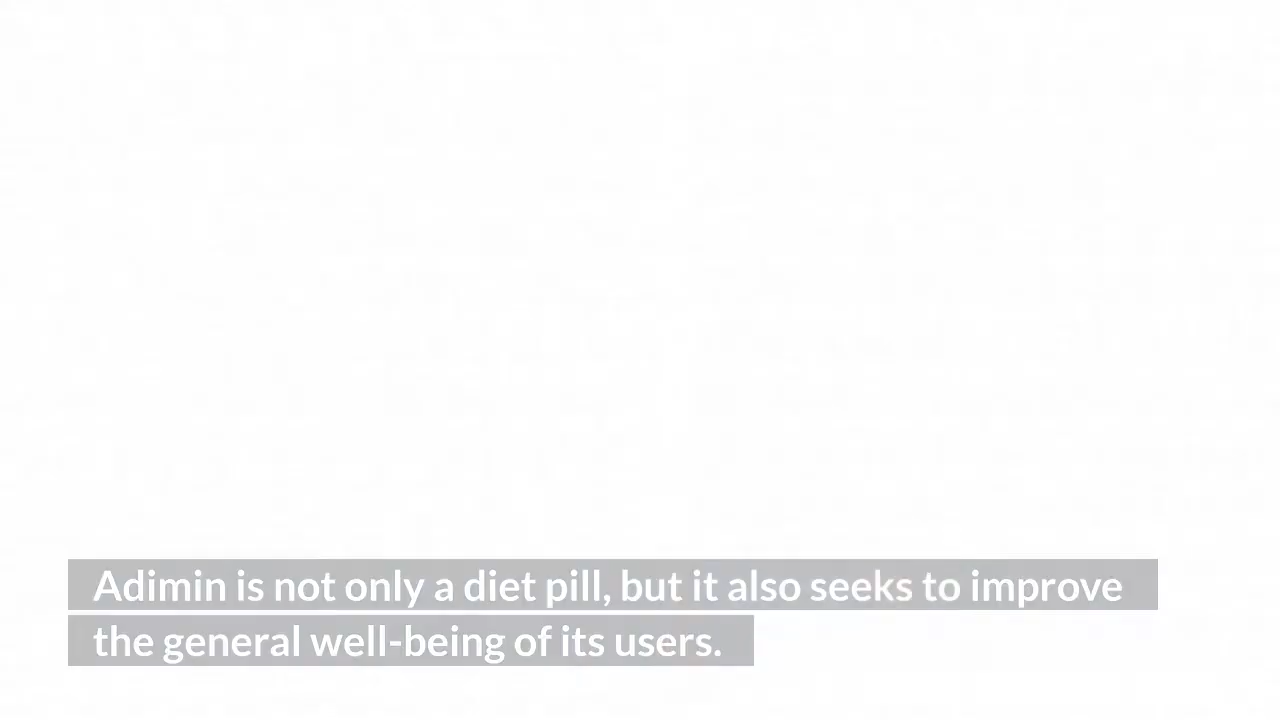 Adimin is not only a diet pill, but it also seeks to improve
the general well-being of its users.